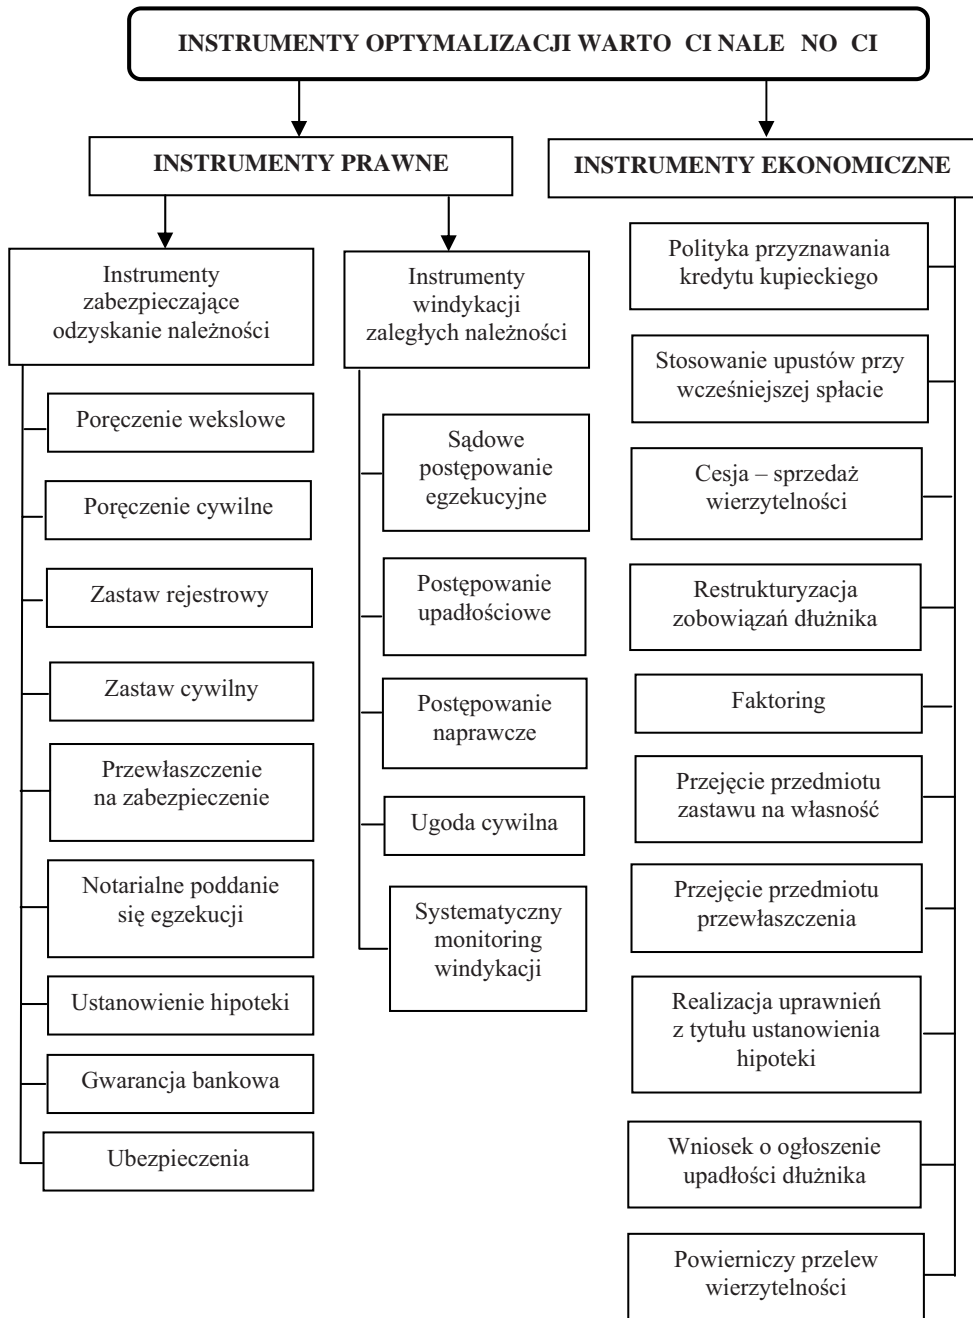 INSTRUMENTY OPTYMALIZACJI WARTO CI NALE NO CI
INSTRUMENTY PRAWNE
INSTRUMENTY EKONOMICZNE
Instrumenty
zabezpieczające
odzyskanie należności
Poręczenie wekslowe
Poręczenie cywilne
Zastaw rejestrowy
Zastaw cywilny
Przewłaszczenie
na zabezpieczenie
Notarialne poddanie
się egzekucji
Ustanowienie hipoteki
Gwarancja bankowa
Ubezpieczenia
Instrumenty
windykacji
zaległych należności
Sądowe
postępowanie
egzekucyjne
Postępowanie
upadłościowe
Postępowanie
naprawcze
Ugoda cywilna
Systematyczny
monitoring
windykacji
Polityka przyznawania
kredytu kupieckiego
Stosowanie upustów przy
wcześniejszej spłacie
Cesja – sprzedaż
wierzytelności
Restrukturyzacja
zobowiązań dłużnika
Faktoring
Przejęcie przedmiotu
zastawu na własność
Przejęcie przedmiotu
przewłaszczenia
Realizacja uprawnień
z tytułu ustanowienia
hipoteki
Wniosek o ogłoszenie
upadłości dłużnika
Powierniczy przelew
wierzytelności